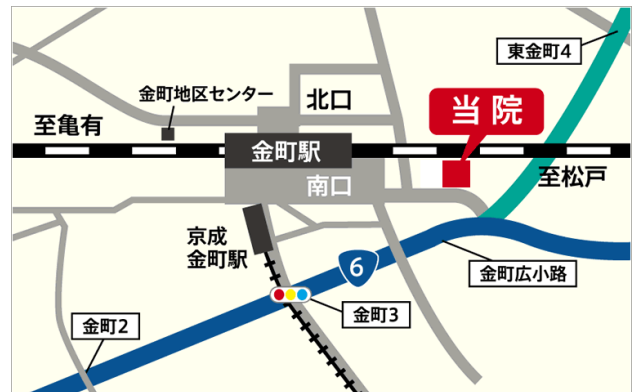 東金町4
金町地区センター
北口
当院
至亀有
金町駅
至松戸
南口
京成
金町駅
6
金町広小路
金町3
金町2